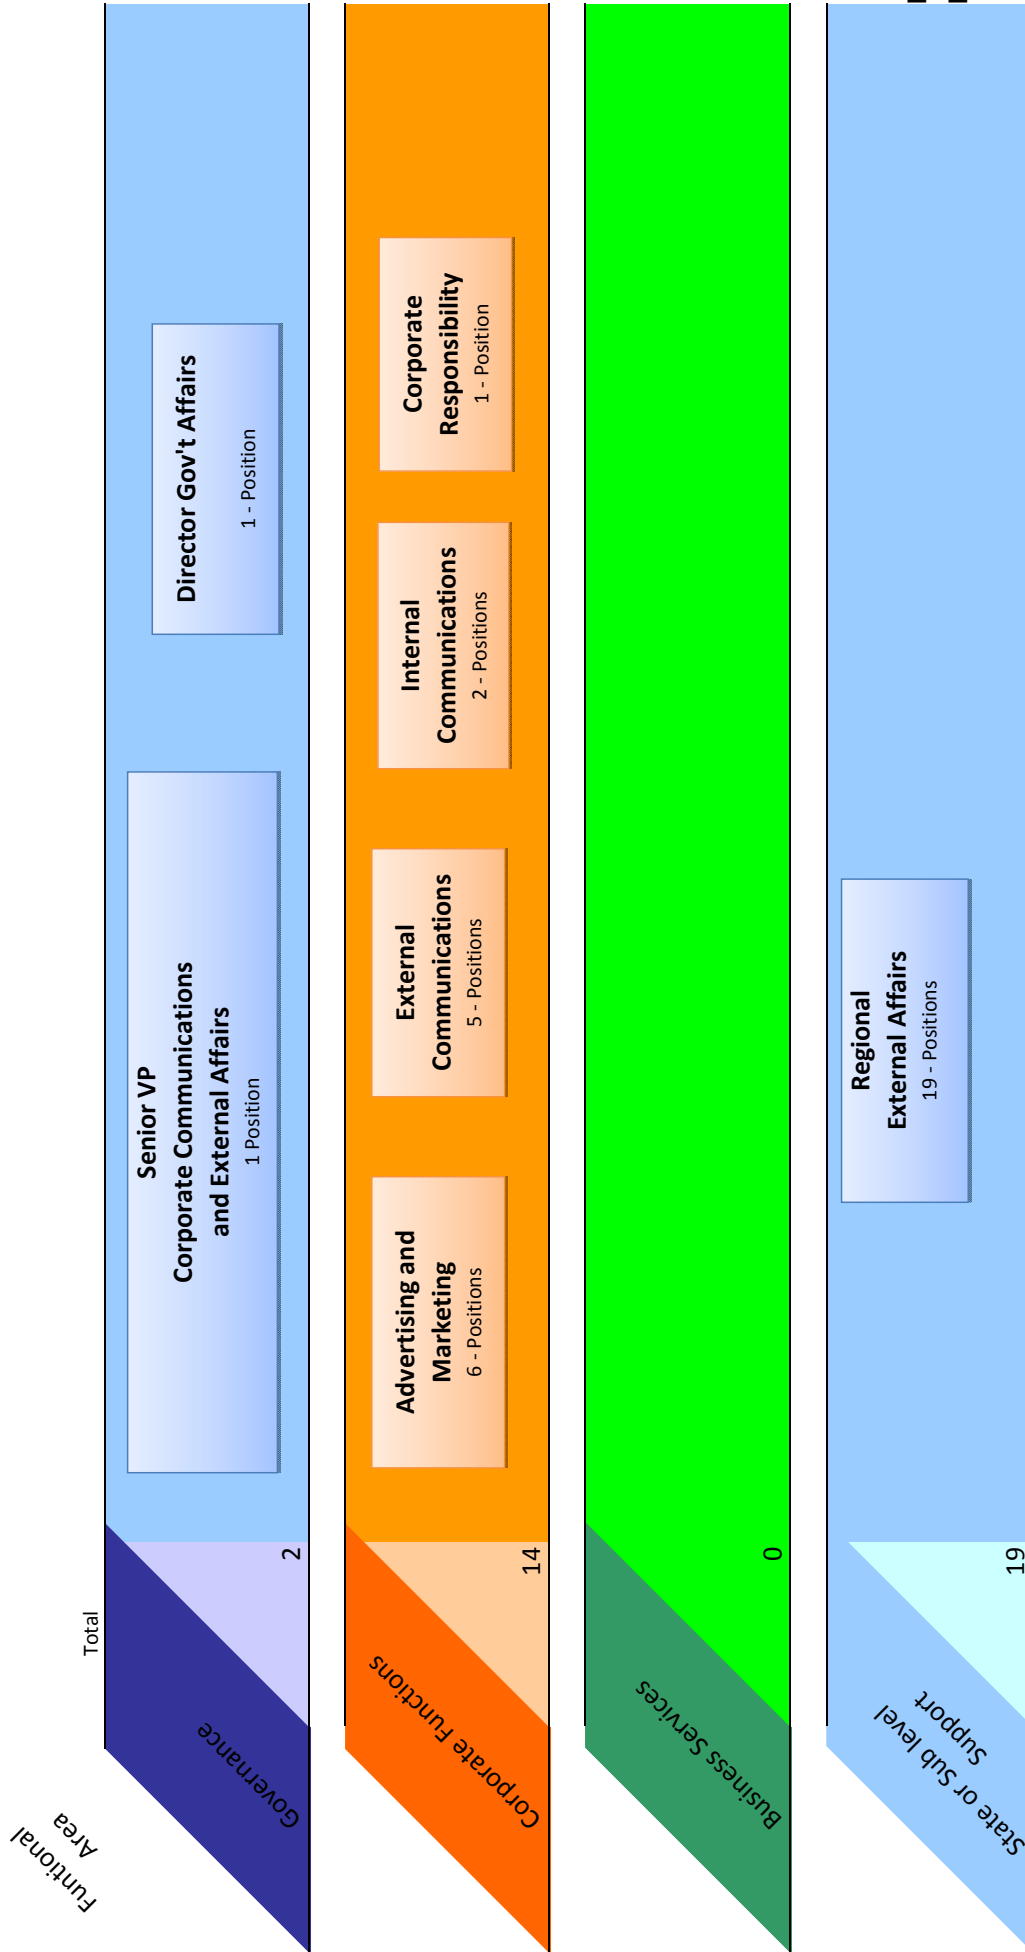 Funtional
Area
Total
Governance
2
Senior VP
Corporate Communications
and External Affairs
1 Position
Director Gov't Affairs
1 - Position
Corporate Functions
14
Advertising and
Marketing
6 - Positions
External
Communications
5 - Positions
Internal
Communications
2 - Positions
Corporate
Responsibility
1 - Position
Business Services
0
State or Sub level
Support
19
Regional
External Affairs
19 - Positions